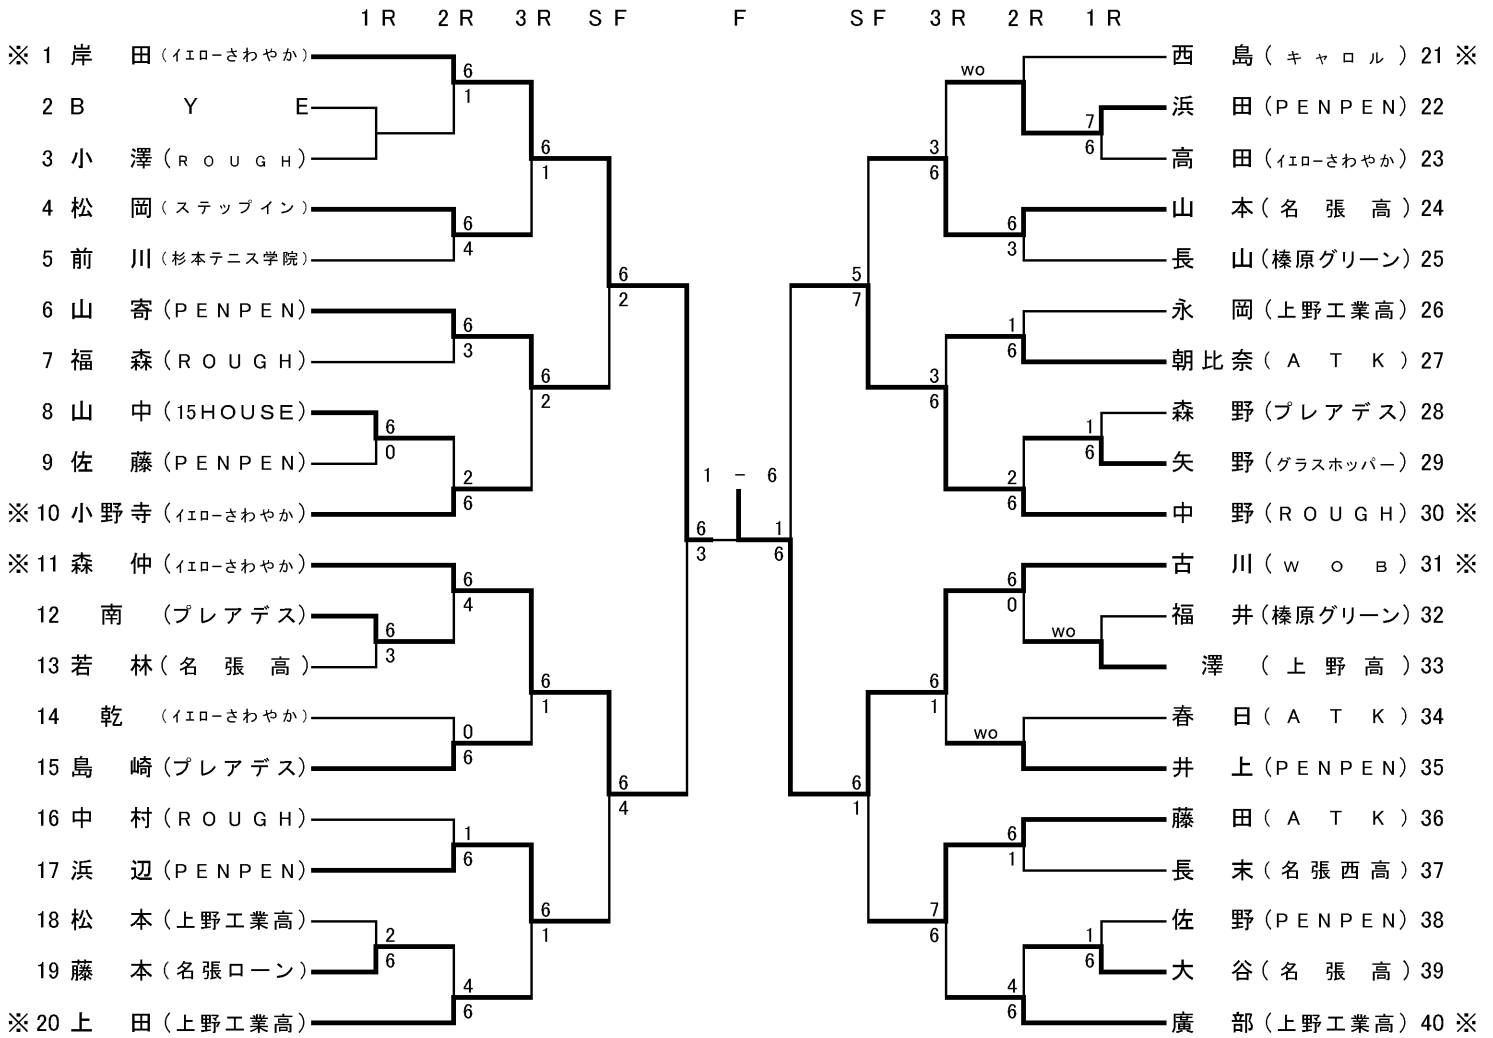 1R 2R 3R SF F SF 3R 2R 1R
※ 1 岸 田 (イエローさわやか) 西 島 (キャロル) 21 ※
6 wo
1
2 B Y E 浜 田 (PENPEN) 22
7
6 3
3 小 澤 (ROUGH) 高 田 (イエローさわやか) 23
6
1 6
4 松 岡 (ステップイン) 山 本 (名張高) 24
6 6
4 3
5 前 川 (杉本テニス学院) 長 山 (榛原グリーン) 25
6 5
2 7
6 山 寄 (PENPEN) 永 岡 (上野工業高) 26
6 1
3 6
7 福 森 (ROUGH) 朝比奈 (ATK) 27
6 3
2 6
8 山 中 (15HOUSE) 森 野 (プレアデス) 28
6 1
0 6
9 佐 藤 (PENPEN) 矢 野 (グラスホッパー) 29
2 1 - 6 2
6 6
※ 10 小野寺 (イエローさわやか) 中 野 (ROUGH) 30 ※
6 1
3 6
※ 11 森 仲 (イエローさわやか) 古 川 (WOB) 31 ※
6 6
4 0
12 南 (プレアデス) 福 井 (榛原グリーン) 32
6 wo
3
13 若 林 (名張高) 澤 (上野高) 33
6 6
1 1
14 乾 (イエローさわやか) 春 日 (ATK) 34
0 wo
6
15 島 崎 (プレアデス) 井 上 (PENPEN) 35
6 6
4 1
16 中 村 (ROUGH) 藤 田 (ATK) 36
1 6
6 1
17 浜 辺 (PENPEN) 長 末 (名張西高) 37
6 7
1 6
18 松 本 (上野工業高) 佐 野 (PENPEN) 38
2 1
6 6
19 藤 本 (名張ローン) 大 谷 (名張高) 39
4 4
6 6
※ 20 上 田 (上野工業高) 廣 部 (上野工業高) 40 ※